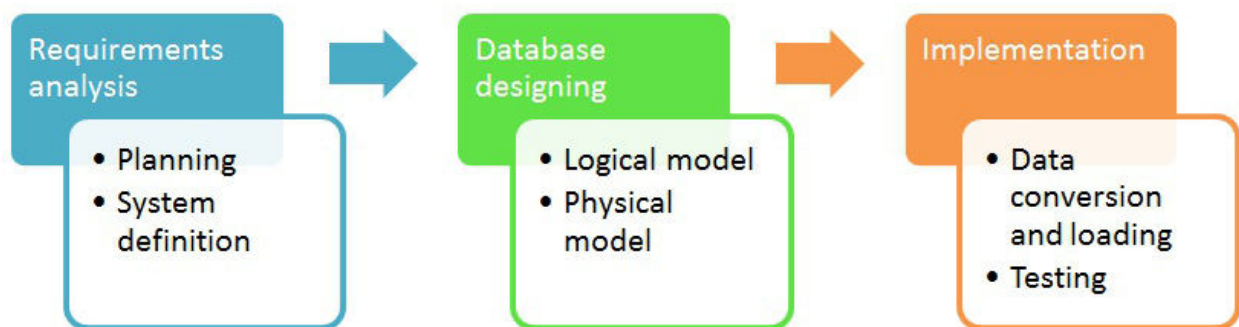 Requirements
analysis
• Planning
• System
definition
Database
designing
• Logical model
• Physical
model
Implementation
• Data
conversion
and loading
• Testing